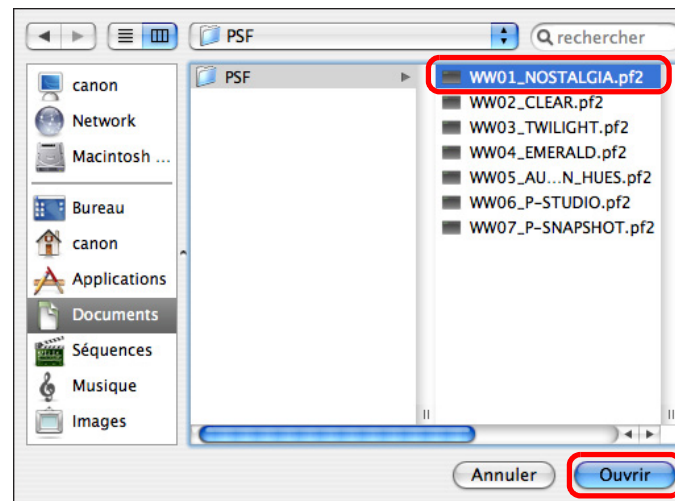 PSF
rechercher
canon
Network
Macintosh ...
Bureau
canon
Applications
Documents
Séquences
Musique
Images
PSF
WW01_NOSTALGIA.pf2
WW02_CLEAR.pf2
WW03_TWILIGHT.pf2
WW04_EMERALD.pf2
WW05_AU...N_HUES.pf2
WW06_P-STUDIO.pf2
WW07_P-SNAPSHOT.pf2
Annuler
Ouvrir